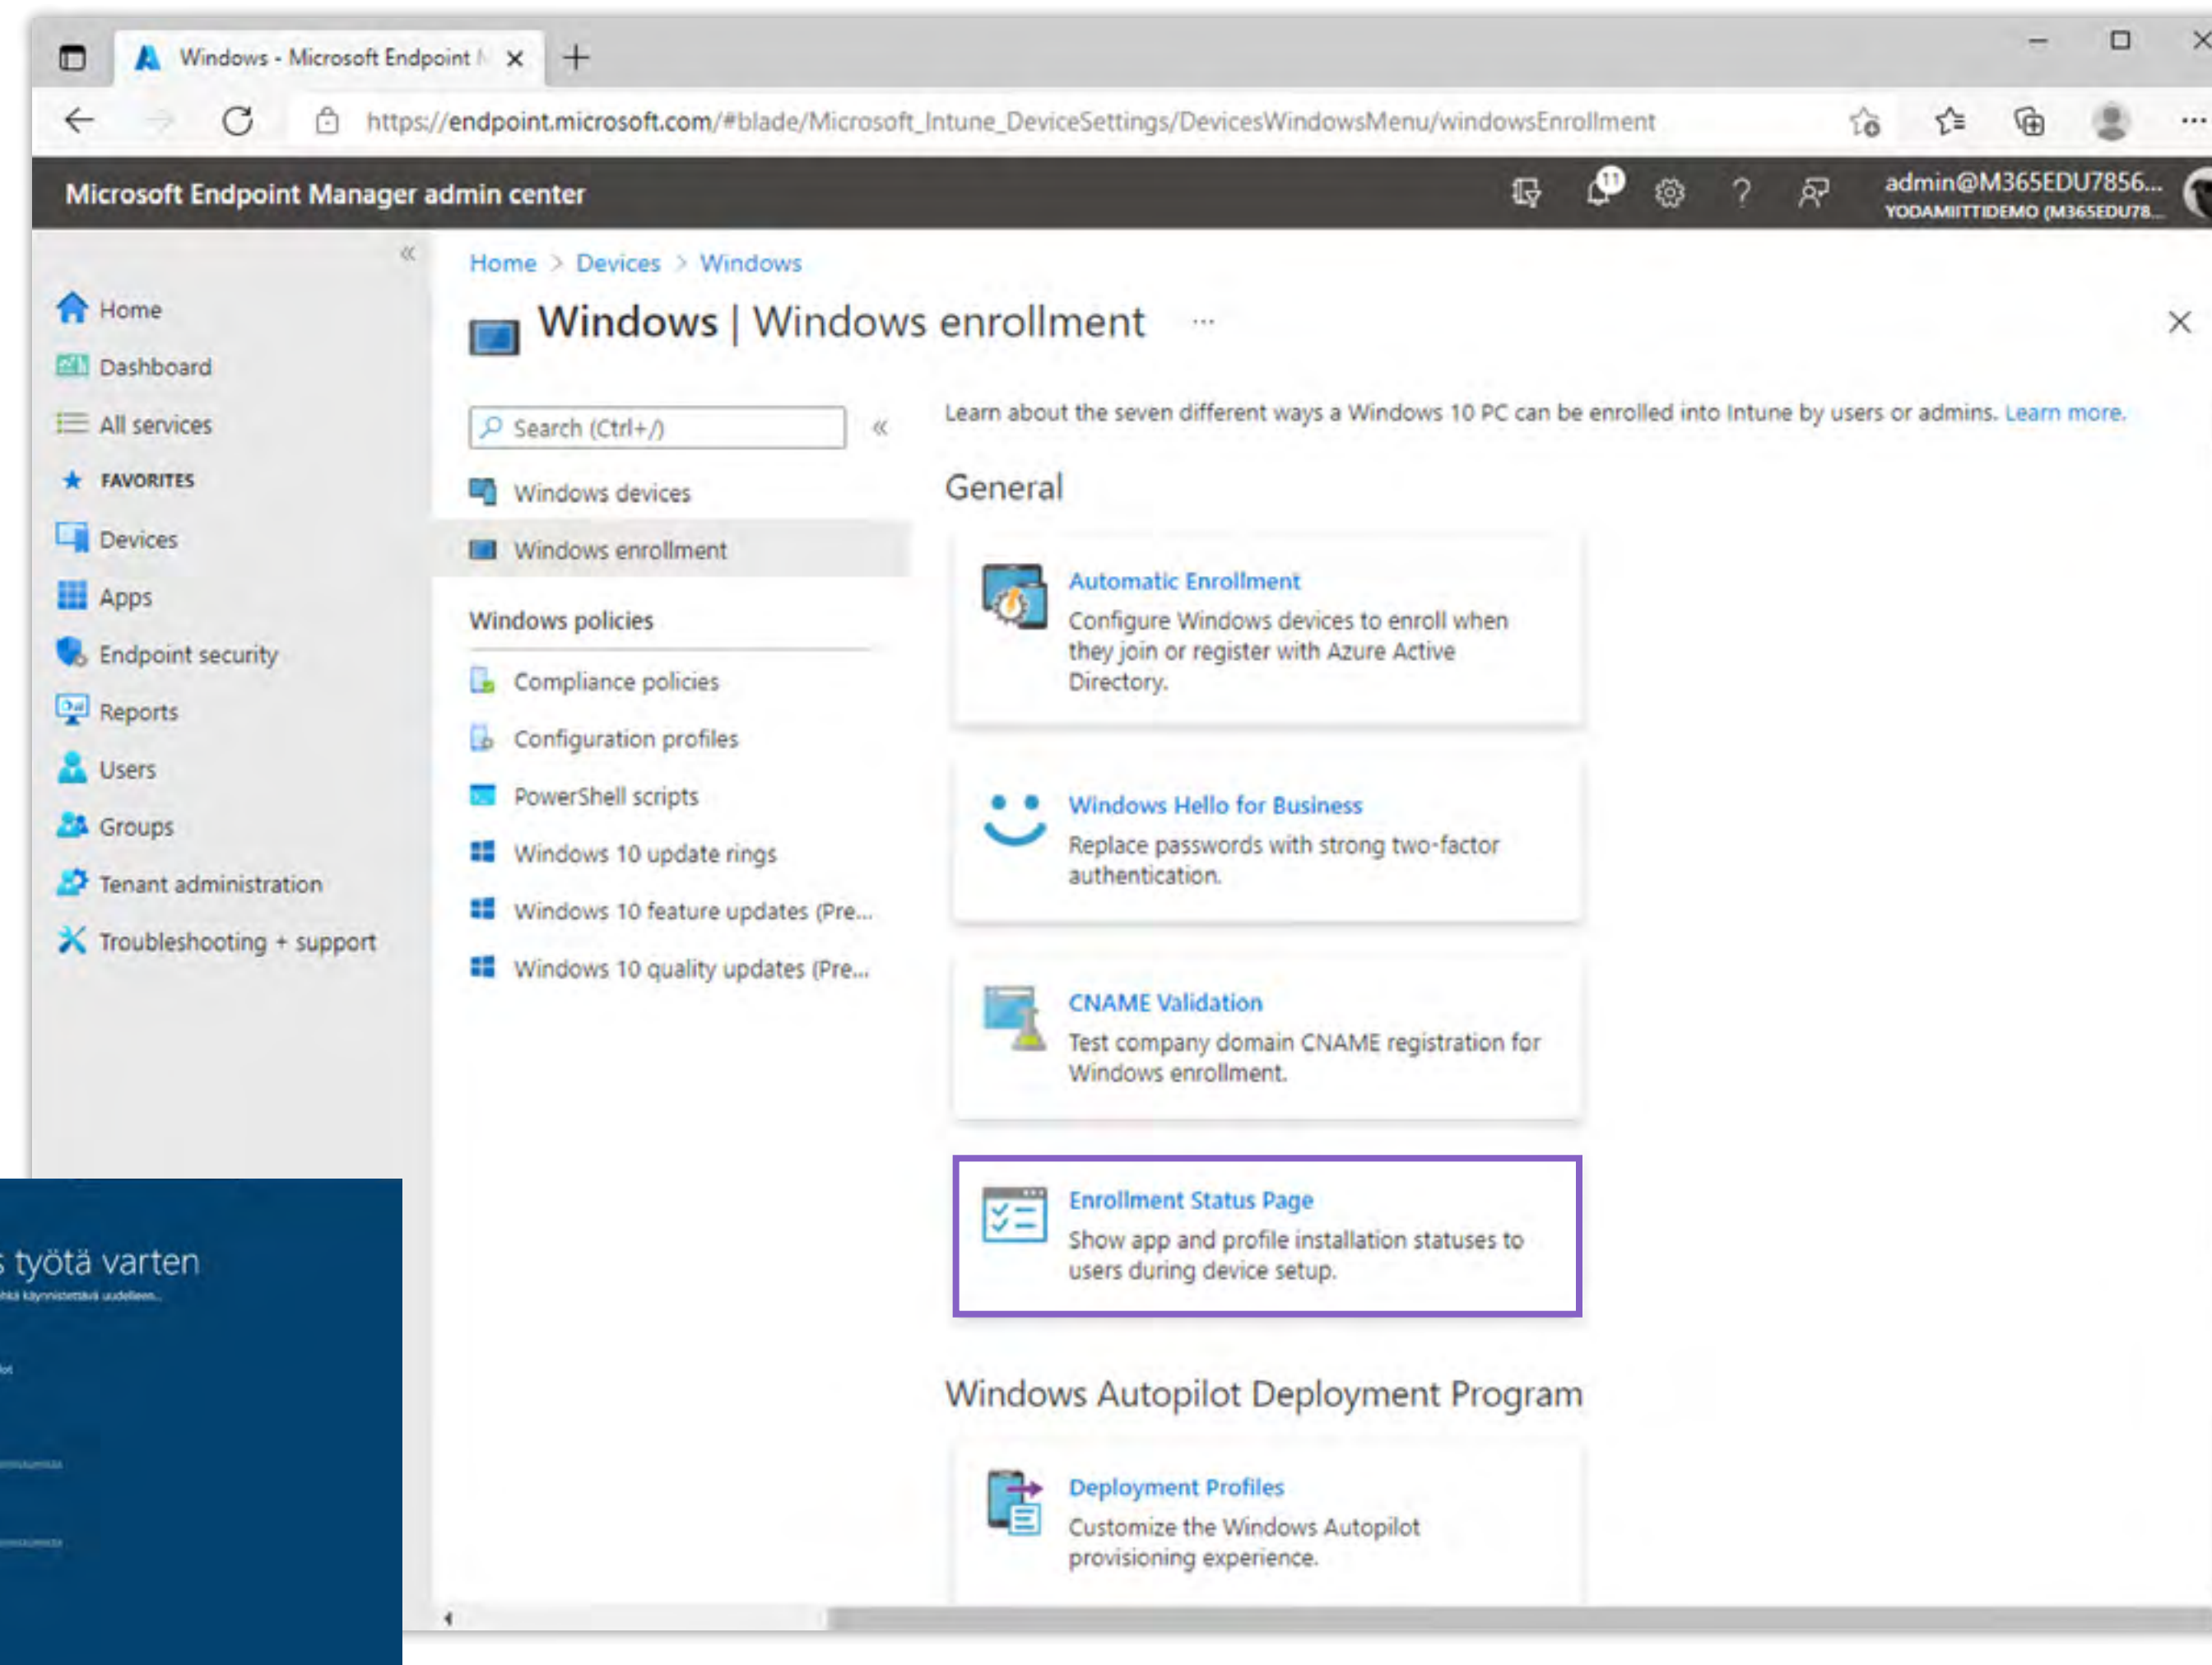 Windows - Microsoft Endpoint
https://endpoint.microsoft.com/#blade/Microsoft_Intune_DeviceSettings/DevicesWindowsMenu/windowsEnrollment
Microsoft Endpoint Manager admin center
11
admin@M365EDU7856...
YODAMIITTIDEMO (M365EDU78...
Home
Dashboard
All services
FAVORITES
Devices
Apps
Endpoint security
Reports
Users
Groups
Tenant administration
Troubleshooting + support
Home > Devices > Windows
Windows | Windows enrollment ...
Search (Ctrl+/)
Windows devices
Windows enrollment
Windows policies
Compliance policies
Configuration profiles
PowerShell scripts
Windows 10 update rings
Windows 10 feature updates (Pre...
Windows 10 quality updates (Pre...
Learn about the seven different ways a Windows 10 PC can be enrolled into Intune by users or admins. Learn more.
General
Automatic Enrollment
Configure Windows devices to enroll when
they join or register with Azure Active
Directory.
Windows Hello for Business
Replace passwords with strong two-factor
authentication.
CNAME Validation
Test company domain CNAME registration for
Windows enrollment.
Enrollment Status Page
Show app and profile installation statuses to
users during device setup.
Windows Autopilot Deployment Program
Deployment Profiles
Customize the Windows Autopilot
provisioning experience.
s työtä varten
käynnistettävä uudelleen...